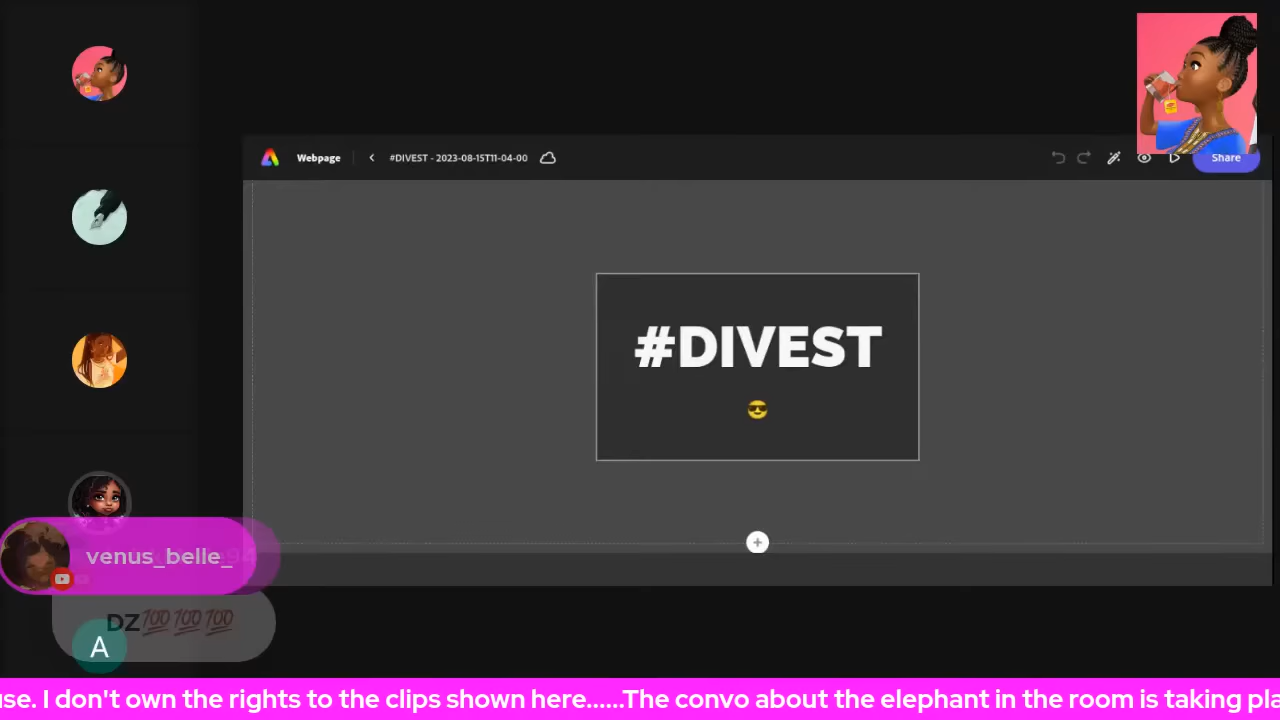 Webpage
#DIVEST - 2023-08-15T11-04-00
Share
#DIVEST
😎
venus_belle_
DZ💯💯💯
A
use. I don't own the rights to the clips shown here......The convo about the elephant in the room is taking pla